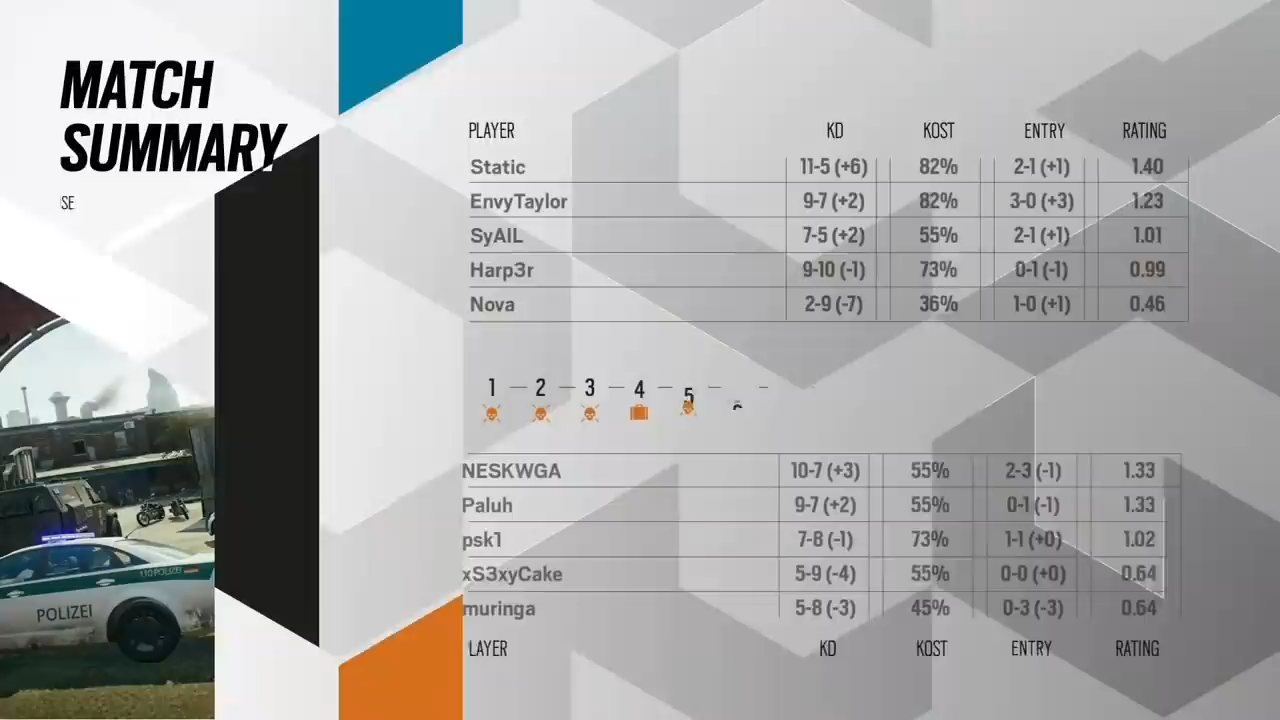 MATCH
SUMMARY
SE
PLAYER KD KOST ENTRY RATING
Static 11-5 (+6) 82% 2-1 (+1) 1.40
EnvyTaylor 9-7 (+2) 82% 3-0 (+3) 1.23
SyAIL 7-5 (+2) 55% 2-1 (+1) 1.01
Harp3r 9-10 (-1) 73% 0-1 (-1) 0.99
Nova 2-9 (-7) 36% 1-0 (+1) 0.46
1 — 2 — 3 — 4 — 5 — —
NESKWGA 10-7 (+3) 55% 2-3 (-1) 1.33
Paluh 9-7 (+2) 55% 0-1 (-1) 1.33
psk1 7-8 (-1) 73% 1-1 (+0) 1.02
xS3xyCake 5-9 (-4) 55% 0-0 (+0) 0.64
muringa 5-8 (-3) 45% 0-3 (-3) 0.64
LAYER KD KOST ENTRY RATING
110 POLIZEI
POLIZEI